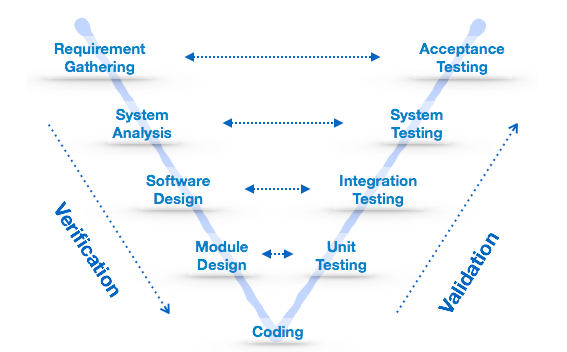 Requirement
Gathering
Acceptance
Testing
System
Analysis
System
Testing
Software
Design
Integration
Testing
Module
Design
Unit
Testing
Verification
Validation
Coding